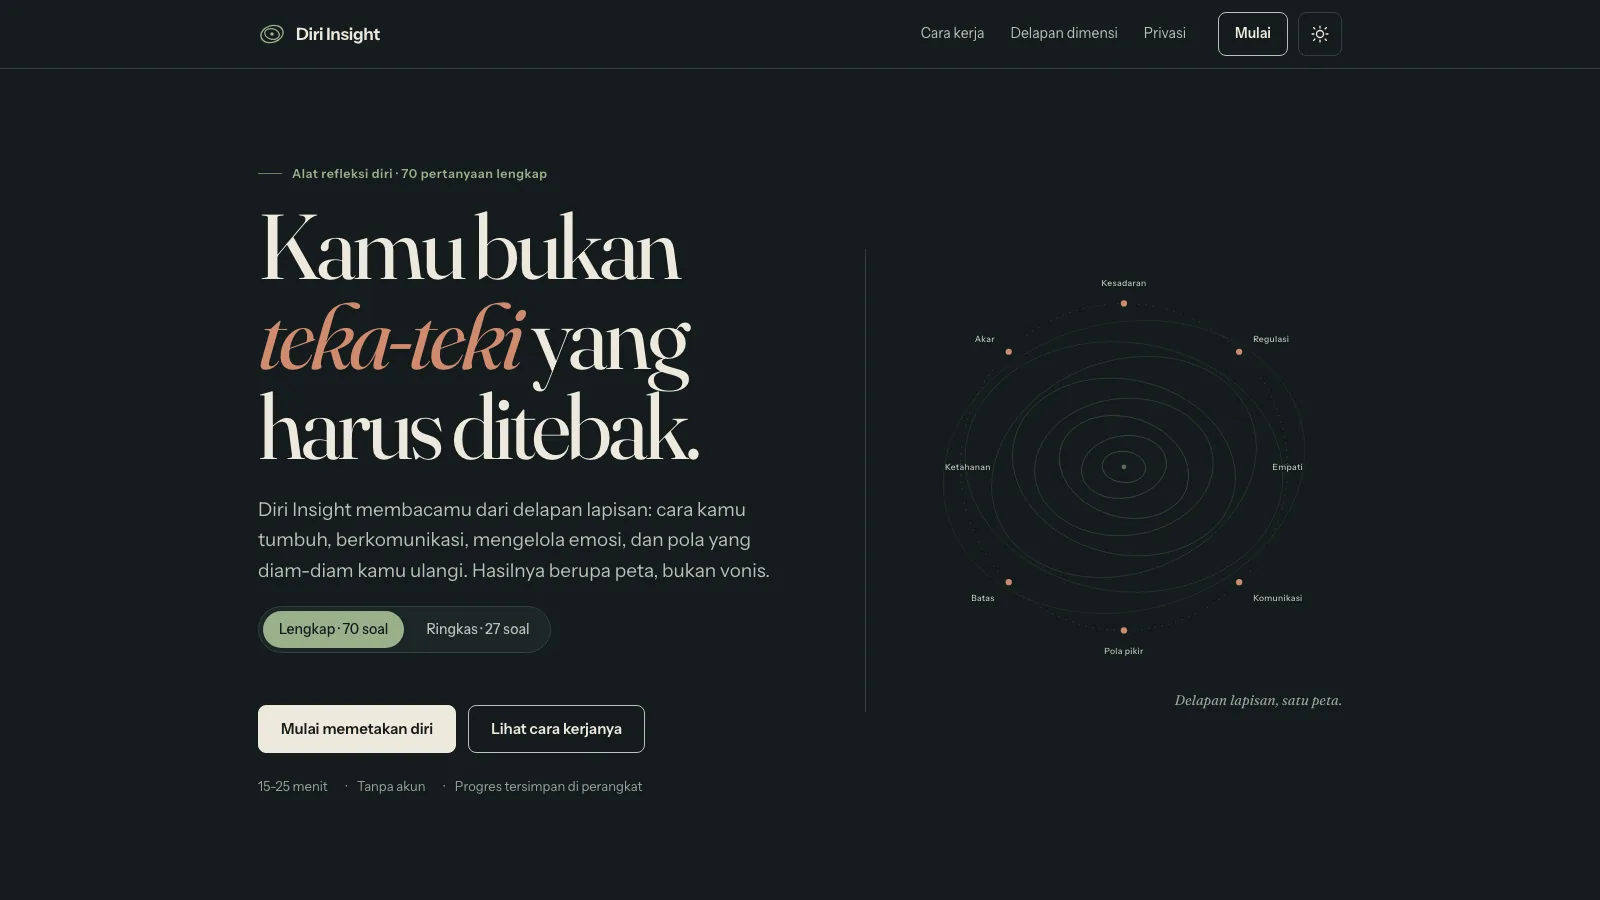 Diri Insight
Cara kerja
Delapan dimensi
Privasi
Mulai
Alat refleksi diri · 70 pertanyaan lengkap
Kamu bukan
teka-teki yang
harus ditebak.
Diri Insight membacamu dari delapan lapisan: cara kamu
tumbuh, berkomunikasi, mengelola emosi, dan pola yang
diam-diam kamu ulangi. Hasilnya berupa peta, bukan vonis.
Lengkap · 70 soal
Ringkas · 27 soal
Mulai memetakan diri
Lihat cara kerjanya
15-25 menit · Tanpa akun · Progres tersimpan di perangkat
Kesadaran
Akar
Regulasi
Ketahanan
Empati
Batas
Komunikasi
Pola pikir
Delapan lapisan, satu peta.